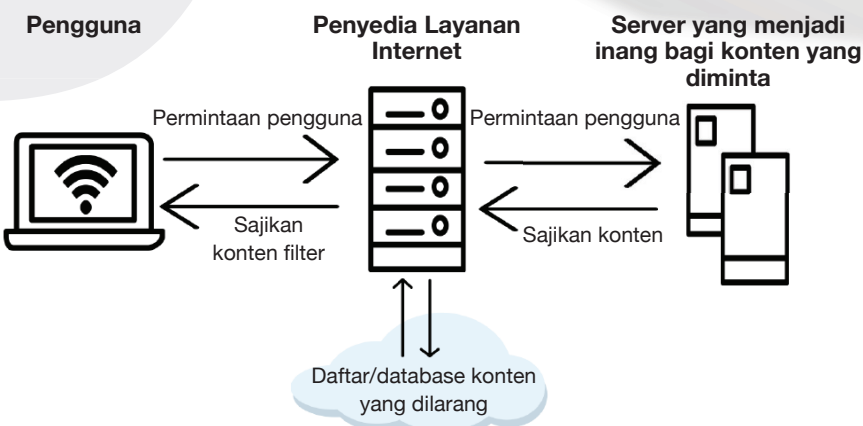 Pengguna
Penyedia Layanan
Internet
Server yang menjadi
inang bagi konten yang
diminta
Permintaan pengguna
Permintaan pengguna
Sajikan
konten filter
Sajikan konten
Daftar/database konten
yang dilarang